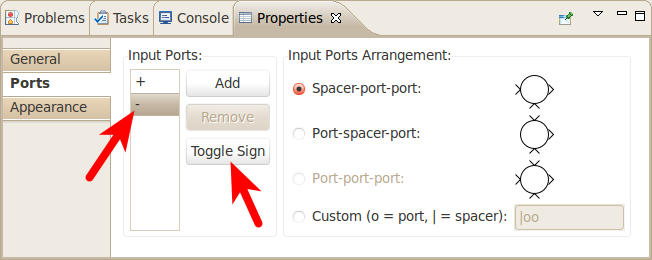 Problems Tasks Console Properties
General
Ports
Appearance
Input Ports:
+
-
Add
Remove
Toggle Sign
Input Ports Arrangement:
Spacer-port-port:
Port-spacer-port:
Port-port-port:
Custom (o = port, | = spacer): |oo